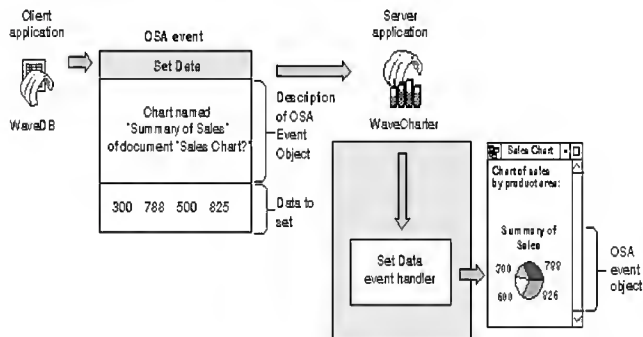 Client
application
WaveDB
OSA event
Set Data
Chart named
"Summary of Sales"
of document "Sales Chart?"
300 788 500 825
Description
of OSA
Event
Object
Data to
set
Server
application
WaveCharter
Set Data
event handler
Sales Chart
Chart of sales
by product area:
Summary of
Sales
788
OSA
event
object